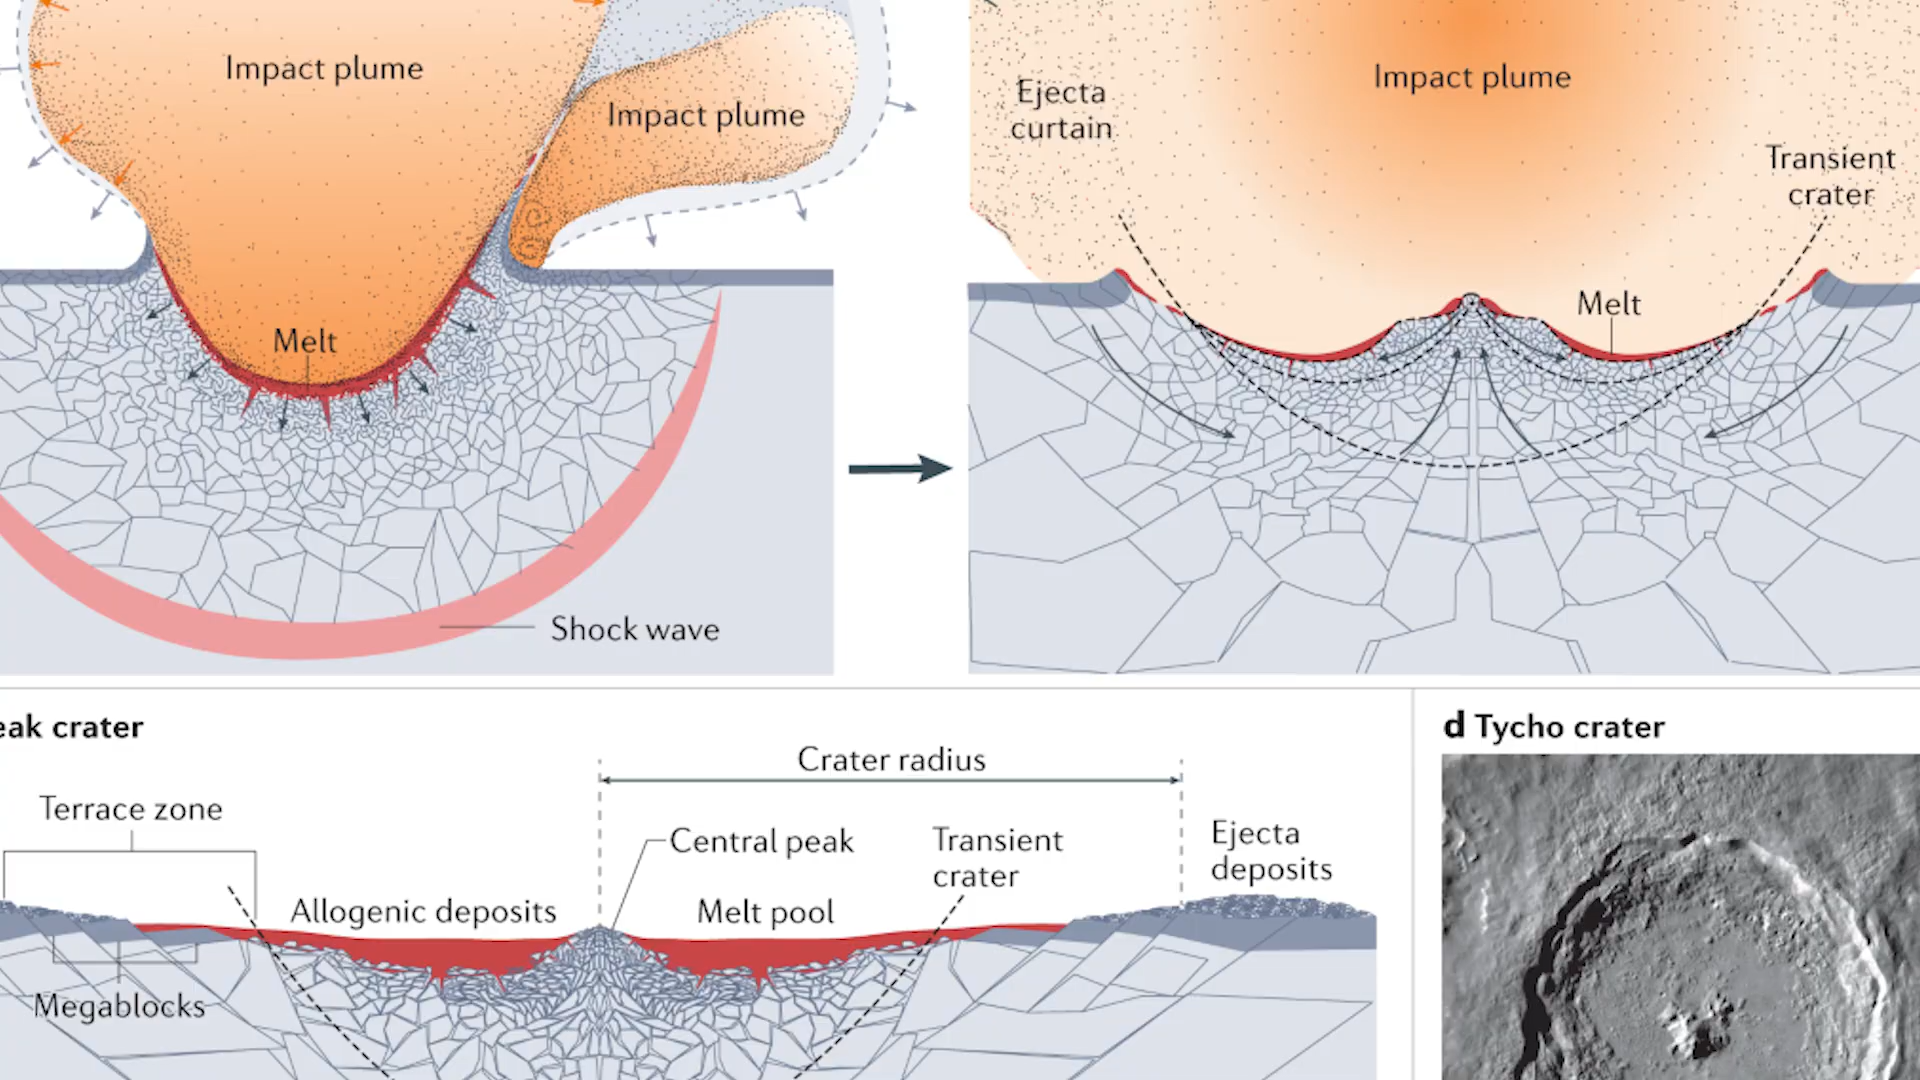 Impact plume
Impact plume
Melt
Shock wave
Impact plume
Ejecta
curtain
Transient
crater
Melt
eak crater
Crater radius
Terrace zone
Central peak
Transient
crater
Ejecta
deposits
Allogenic deposits
Melt pool
Megablocks
d Tycho crater